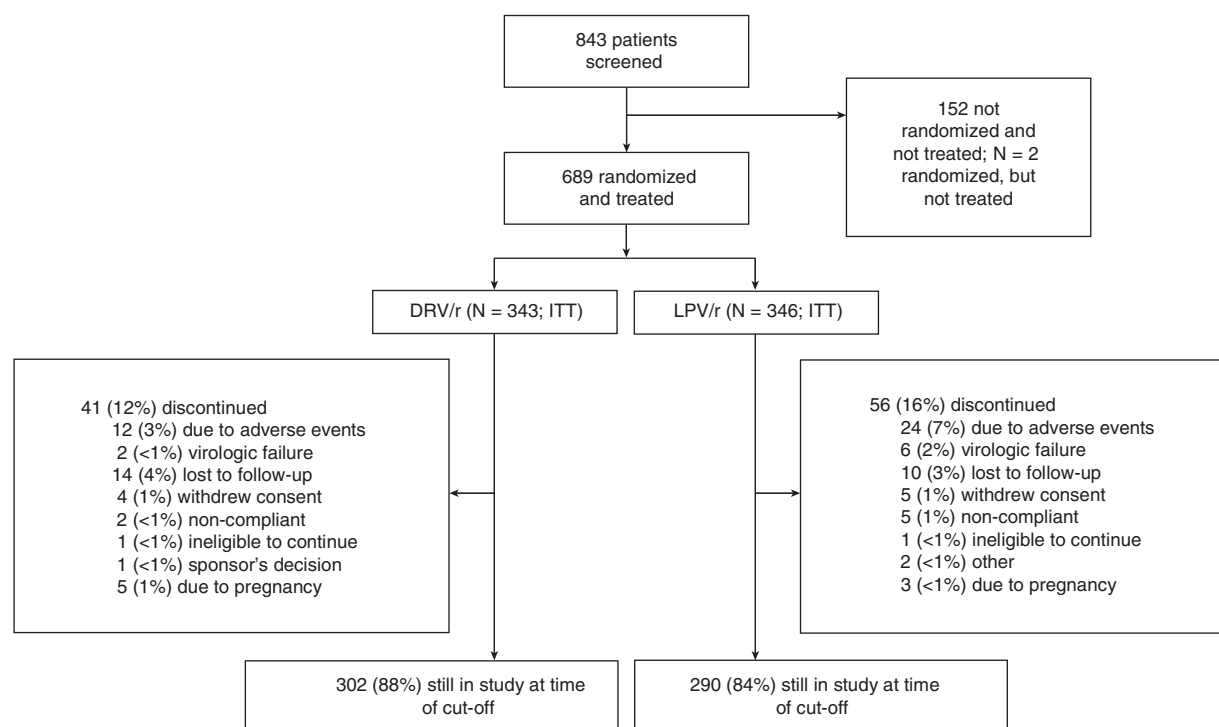 843 patients
screened
152 not
randomized and
not treated; N = 2
randomized, but
not treated
689 randomized
and treated
DRV/r (N = 343; ITT)
LPV/r (N = 346; ITT)
41 (12%) discontinued
12 (3%) due to adverse events
2 (<1%) virologic failure
14 (4%) lost to follow-up
4 (1%) withdrew consent
2 (<1%) non-compliant
1 (<1%) ineligible to continue
1 (<1%) sponsor's decision
5 (1%) due to pregnancy
56 (16%) discontinued
24 (7%) due to adverse events
6 (2%) virologic failure
10 (3%) lost to follow-up
5 (1%) withdrew consent
5 (1%) non-compliant
1 (<1%) ineligible to continue
2 (<1%) other
3 (<1%) due to pregnancy
302 (88%) still in study at time
of cut-off
290 (84%) still in study at time
of cut-off